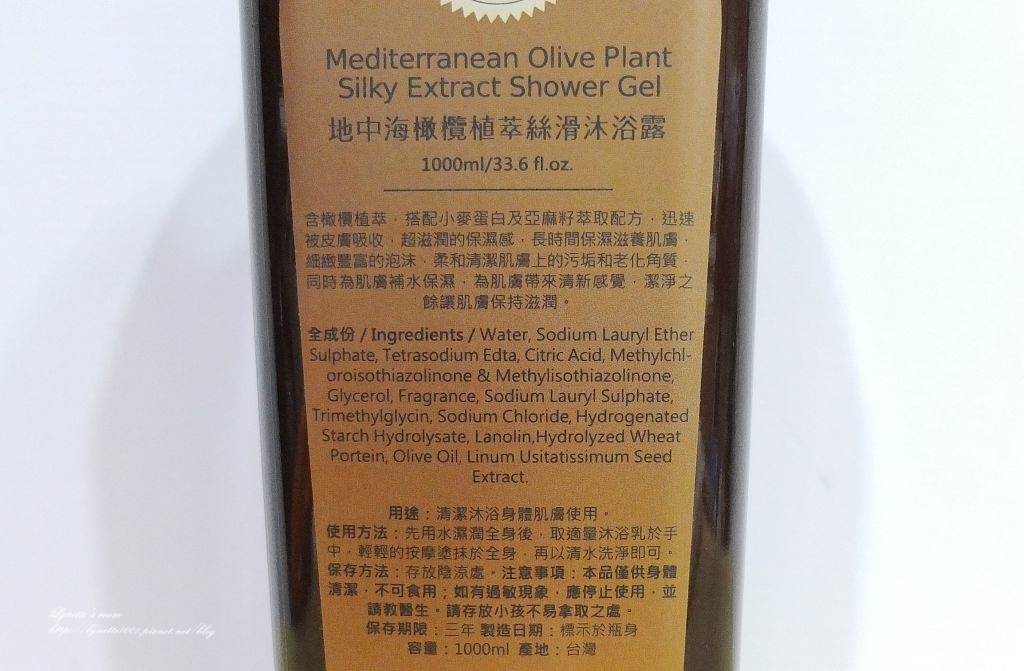 Mediterranean Olive Plant
Silky Extract Shower Gel
地中海橄欖植萃絲滑沐浴露
1000ml/33.6 fl.oz.
含橄欖植萃，搭配小麥蛋白及亞麻籽萃取配方，迅速
被皮膚吸收，超滋潤的保濕感，長時間保濕滋養肌膚，
細緻豐富的泡沫，柔和清潔肌膚上的污垢和老化角質，
同時為肌膚補水保濕，為肌膚帶來清新感覺，潔淨之
餘讓肌膚保持滋潤。
全成份 / Ingredients / Water, Sodium Lauryl Ether
Sulphate, Tetrasodium Edta, Citric Acid, Methylchl-
oroisothiazolinone & Methylisothiazolinone,
Glycerol, Fragrance, Sodium Lauryl Sulphate,
Trimethylglycin, Sodium Chloride, Hydrogenated
Starch Hydrolysate, Lanolin,Hydrolyzed Wheat
Portein, Olive Oil, Linum Usitatissimum Seed
Extract.
用途：清潔沐浴身體肌膚使用。
使用方法：先用水濕潤全身後，取適量沐浴乳於手
中，輕輕的按摩塗抹於全身，再以清水洗淨即可。
保存方法：存放陰涼處。注意事項：本品僅供身體
清潔，不可食用；如有過敏現象，應停止使用，並
請教醫生。請存放小孩不易拿取之處。
保存期限：三年 製造日期：標示於瓶身
容量：1000ml 產地：台灣
Lynette's mom
http://lynette1001.pixnet.net/blog